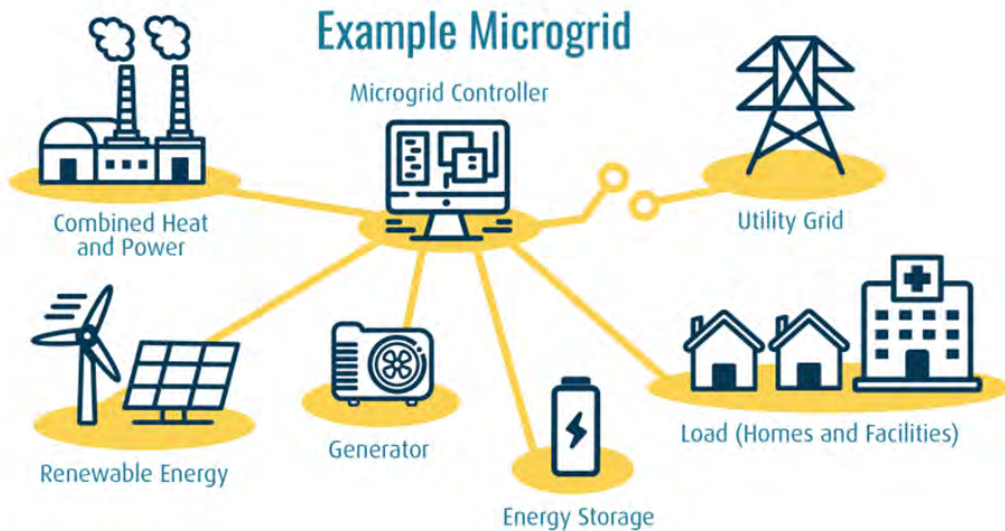 Example Microgrid
Microgrid Controller
Combined Heat
and Power
Utility Grid
Renewable Energy
Generator
Energy Storage
Load (Homes and Facilities)